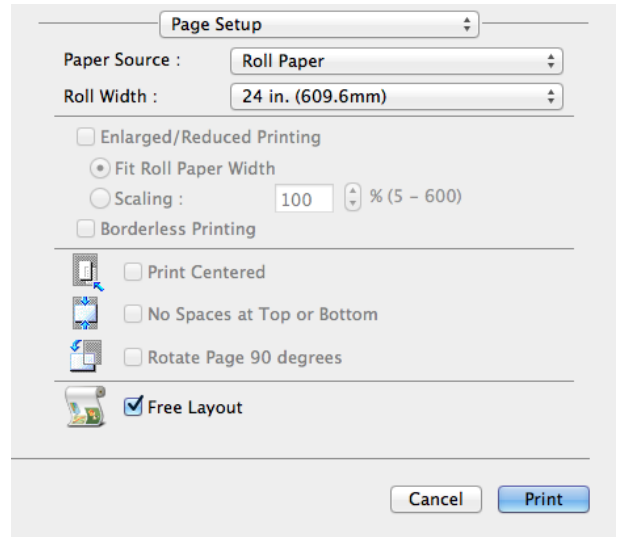 Page Setup
Paper Source : Roll Paper
Roll Width : 24 in. (609.6mm)
Enlarged/Reduced Printing
Fit Roll Paper Width
Scaling : 100 % (5 – 600)
Borderless Printing
Print Centered
No Spaces at Top or Bottom
Rotate Page 90 degrees
Free Layout
Cancel Print